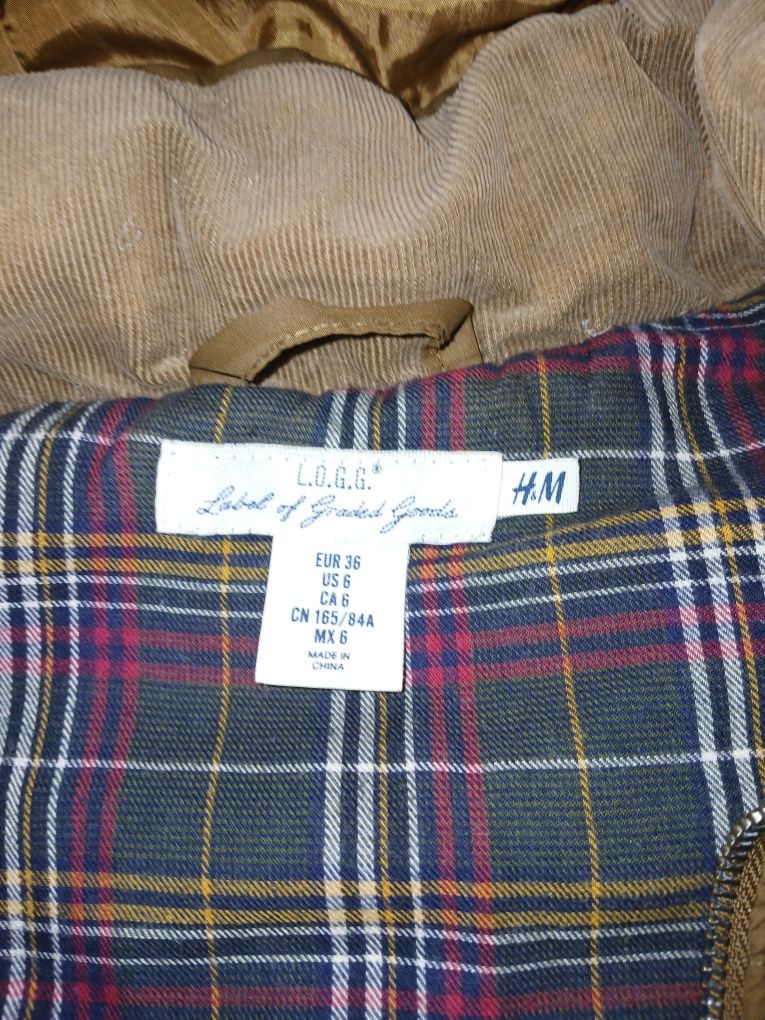 L.O.G.G.®
Label of Graded Goods
H&M
EUR 36
US 6
CA 6
CN 165/84A
MX 6
MADE IN
CHINA